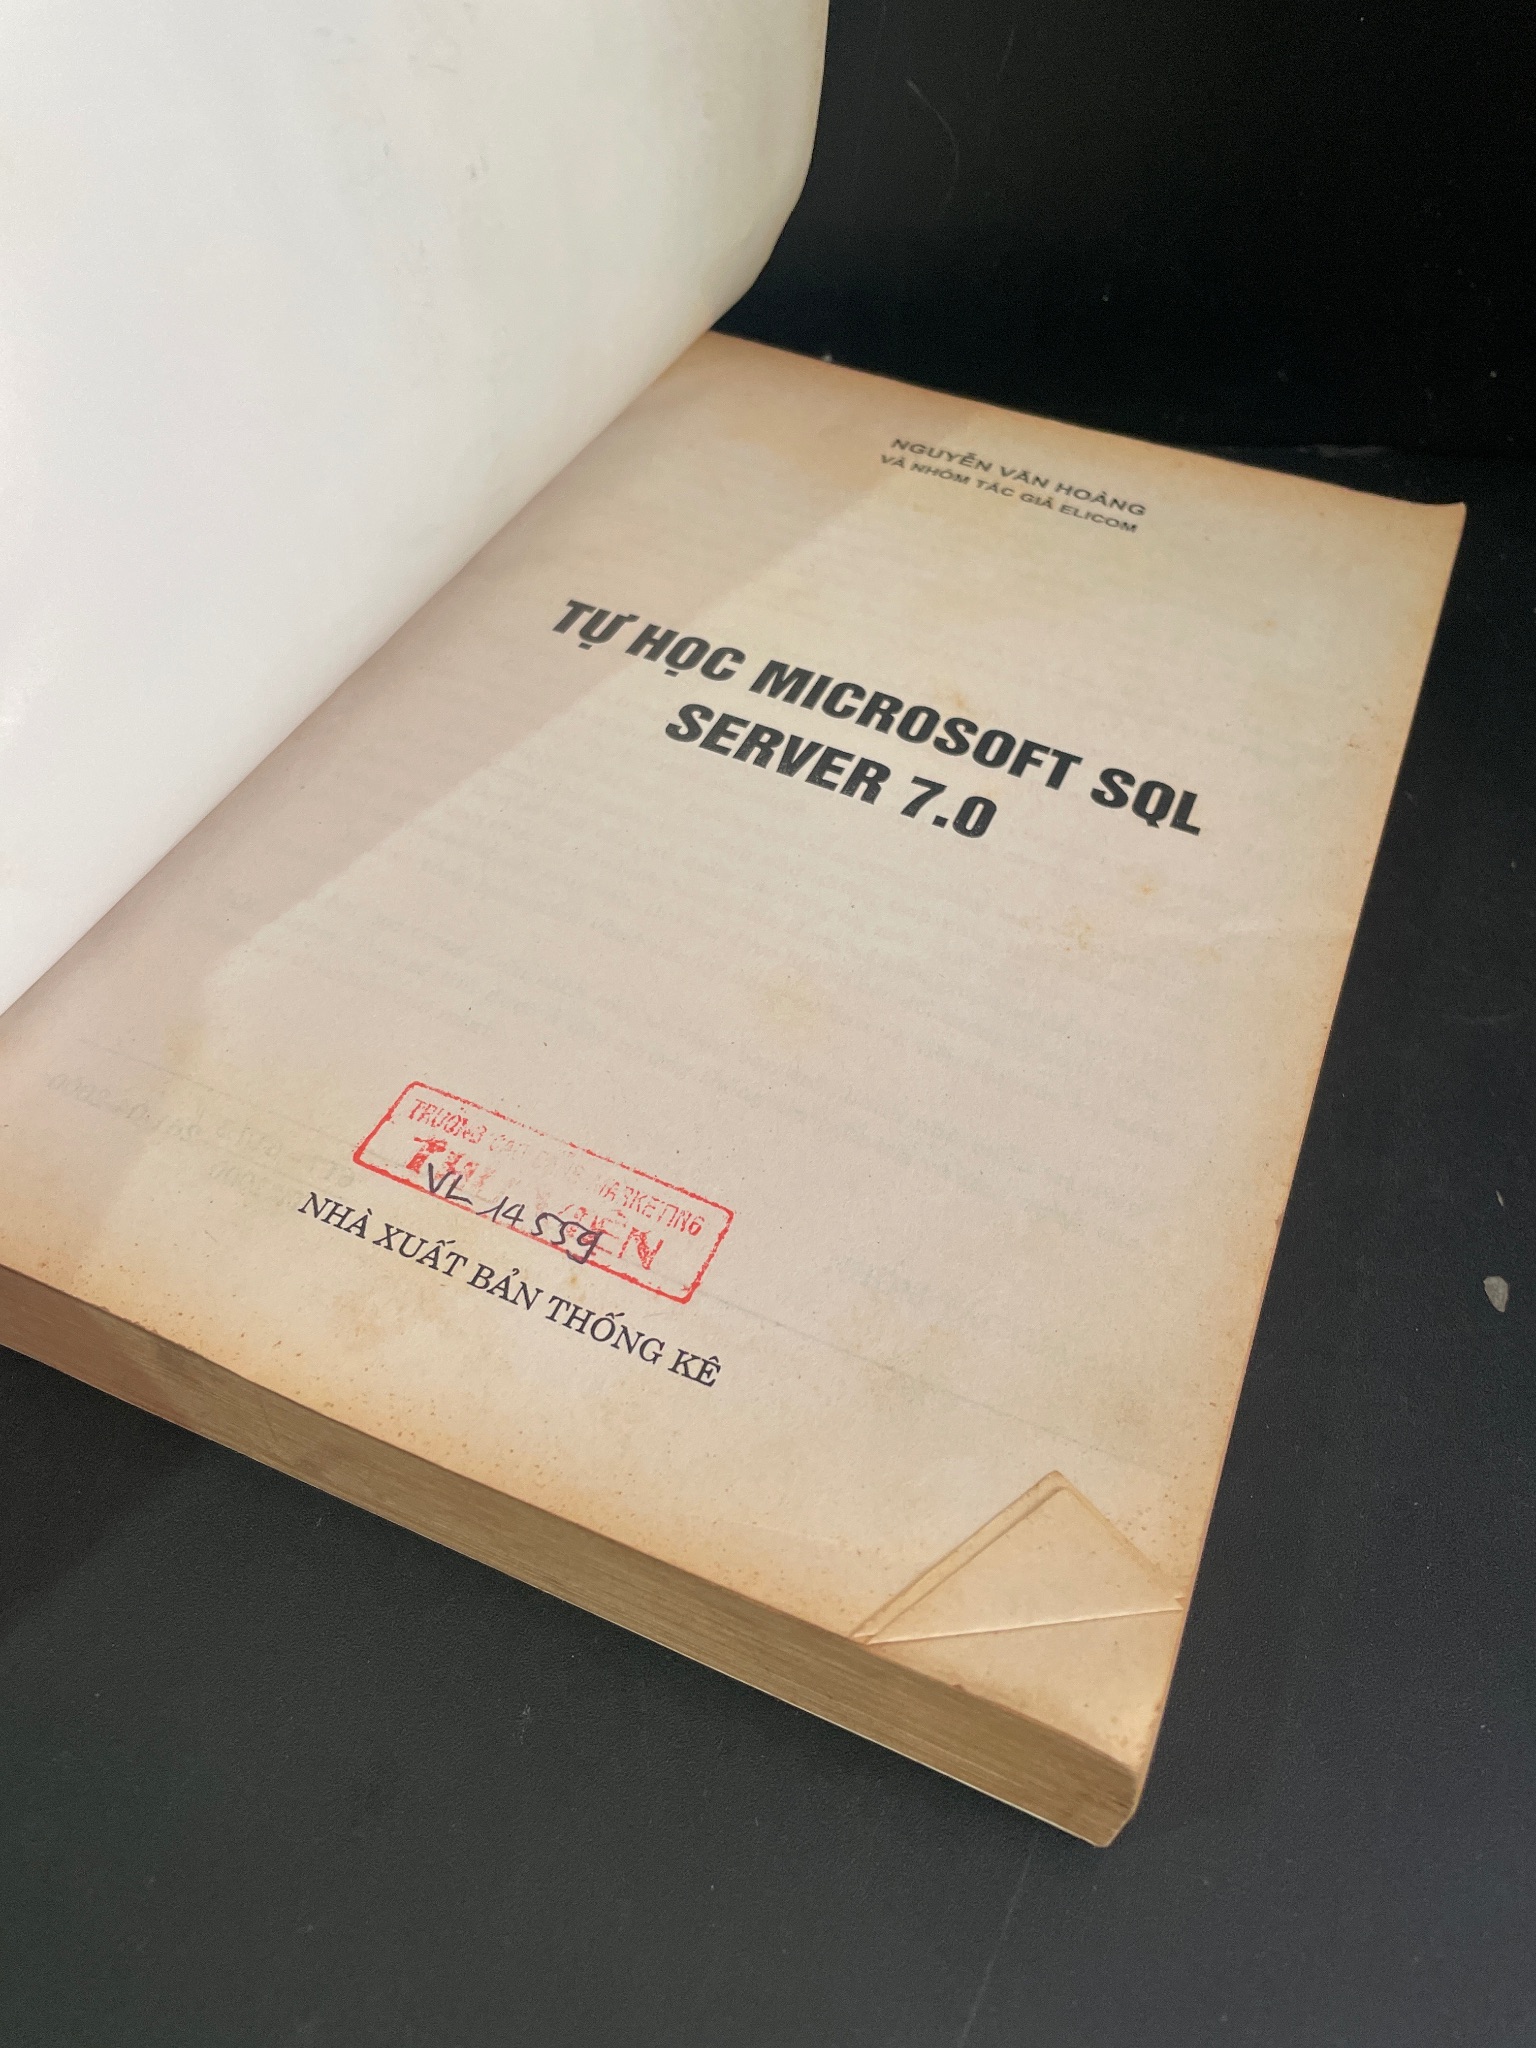 NGUYỄN VĂN HOÀNG
VÀ NHÓM TÁC GIẢ ELICOM
TỰ HỌC MICROSOFT SQL
SERVER 7.0
TRƯỜNG CAO ĐẲNG MARKETING
THƯ VIỆN
VL 14559
NHÀ XUẤT BẢN THỐNG KÊ